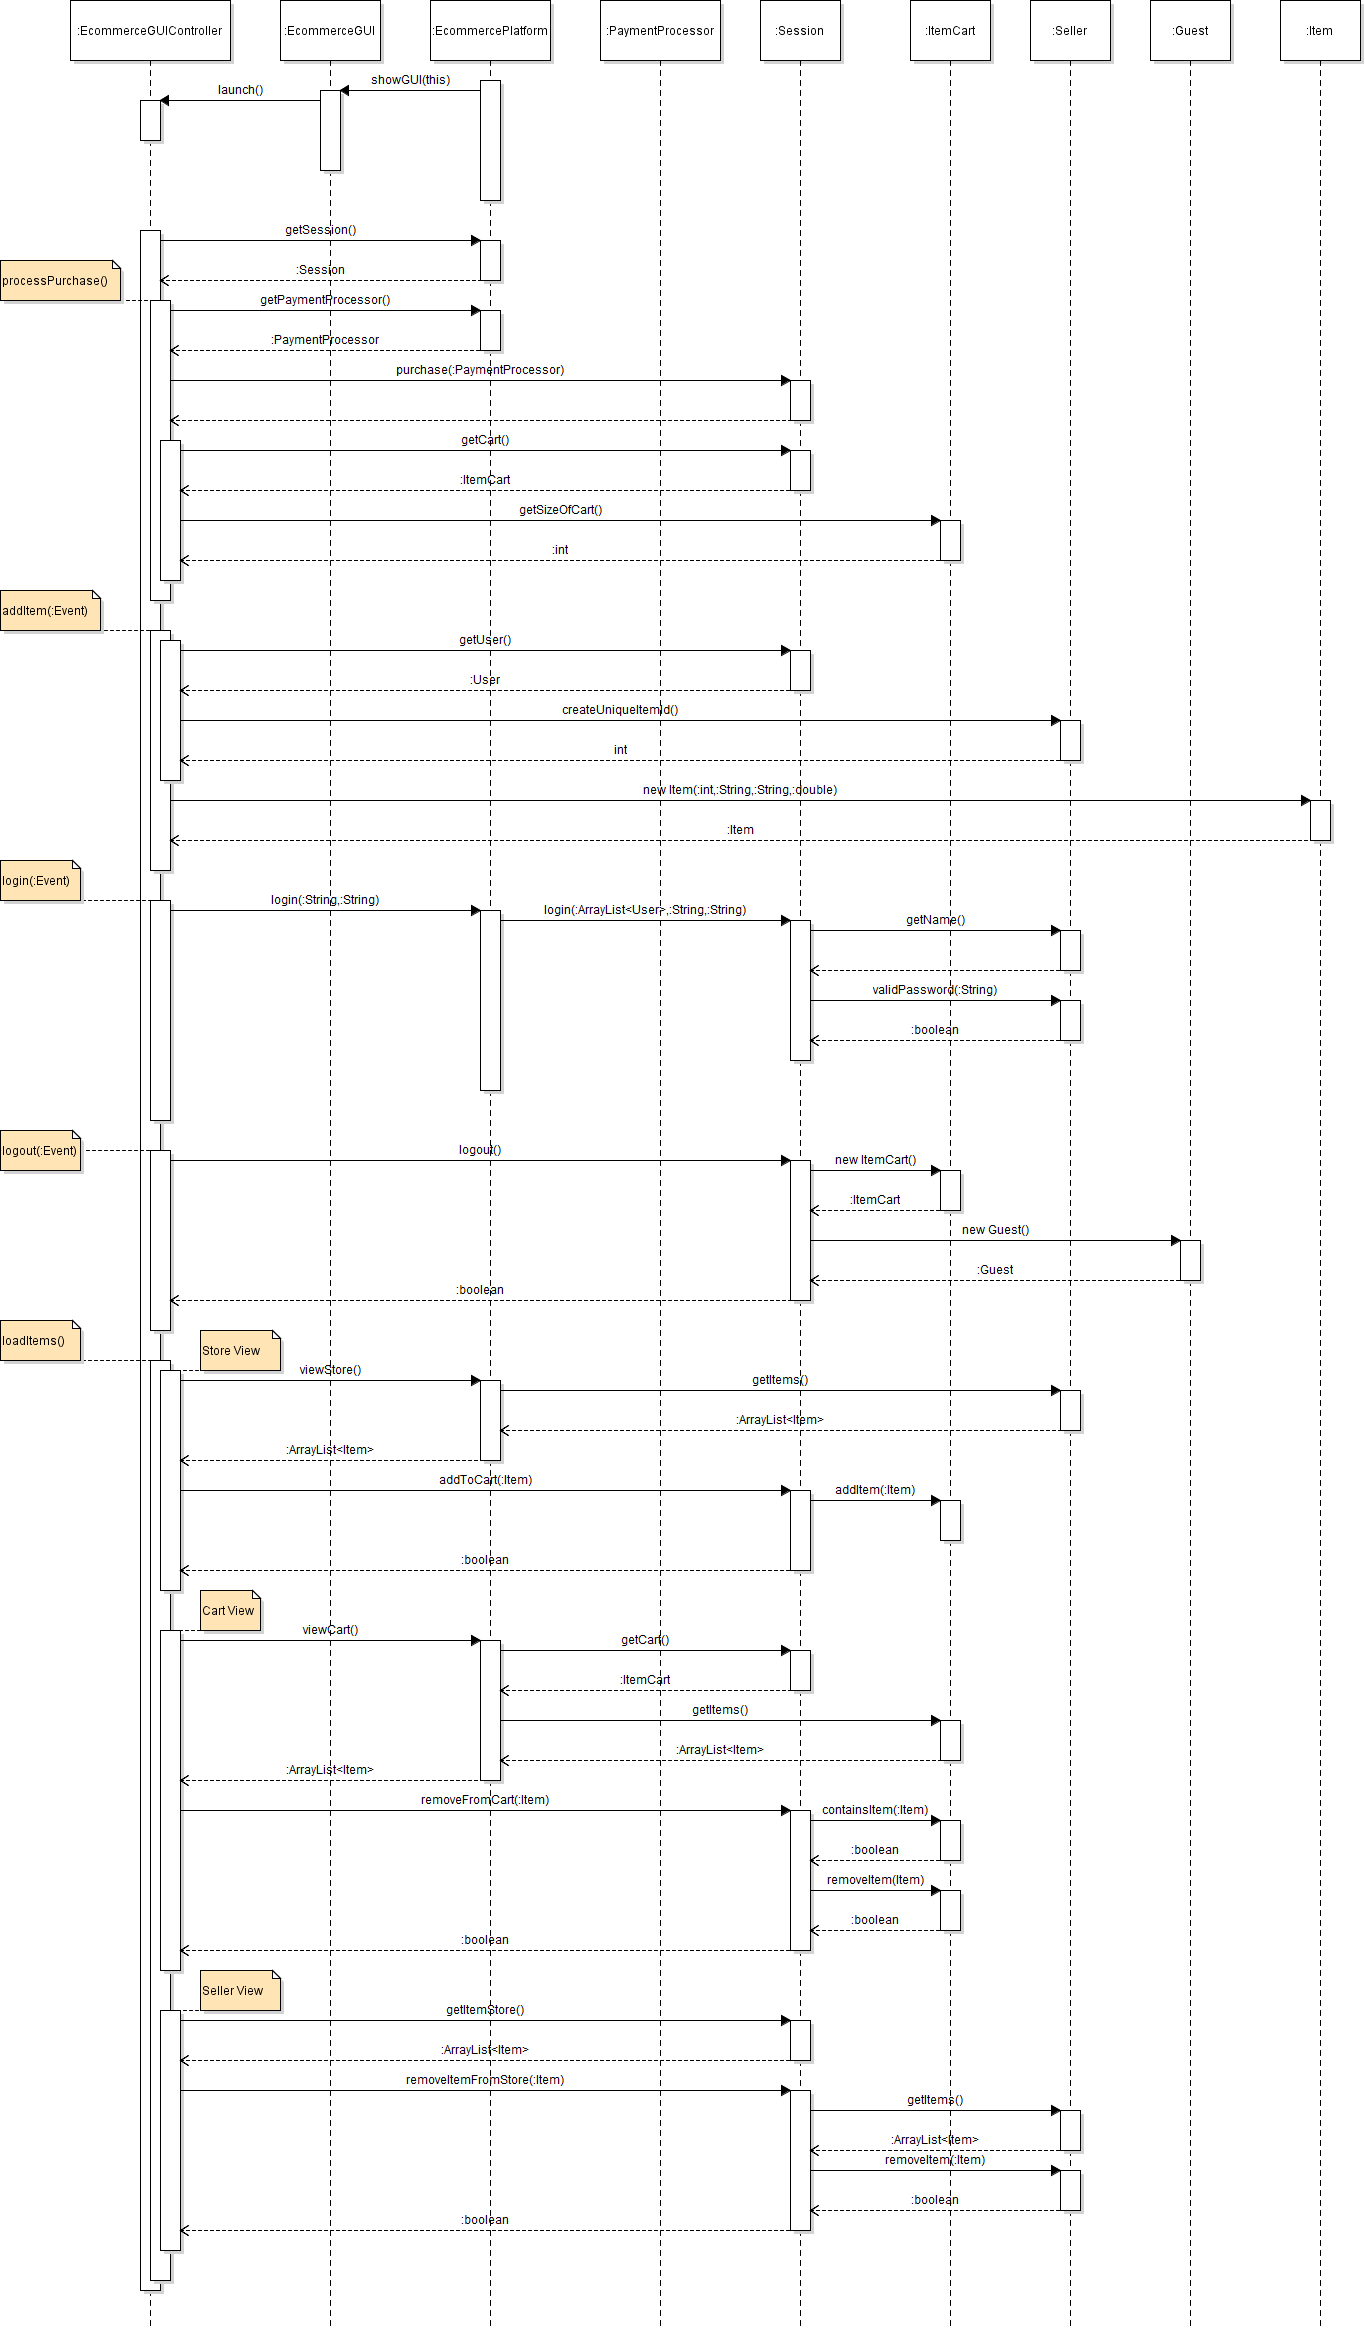 :EcommerceGUIController
:EcommerceGUI
:EcommercePlatform
:PaymentProcessor
:Session
:ItemCart
:Seller
:Guest
:Item
showGUI(this)
launch()
getSession()
:Session
processPurchase()
getPaymentProcessor()
:PaymentProcessor
purchase(:PaymentProcessor)
getCart()
:ItemCart
getSizeOfCart()
:int
addItem(:Event)
getUser()
:User
createUniqueItemId()
int
new Item(:int,:String,:String,:double)
:Item
login(:Event)
login(:String,:String)
login(:ArrayList<User>,:String,:String)
getName()
validPassword(:String)
:boolean
logout(:Event)
logout()
new ItemCart()
:ItemCart
new Guest()
:Guest
:boolean
loadItems()
Store View
viewStore()
getItems()
:ArrayList<Item>
:ArrayList<Item>
addToCart(:Item)
addItem(:Item)
:boolean
Cart View
viewCart()
getCart()
:ItemCart
getItems()
:ArrayList<Item>
:ArrayList<Item>
removeFromCart(:Item)
containsItem(:Item)
:boolean
removeItem(Item)
:boolean
:boolean
Seller View
getItemStore()
:ArrayList<Item>
removeItemFromStore(:Item)
getItems()
:ArrayList<Item>
removeItem(:Item)
:boolean
:boolean